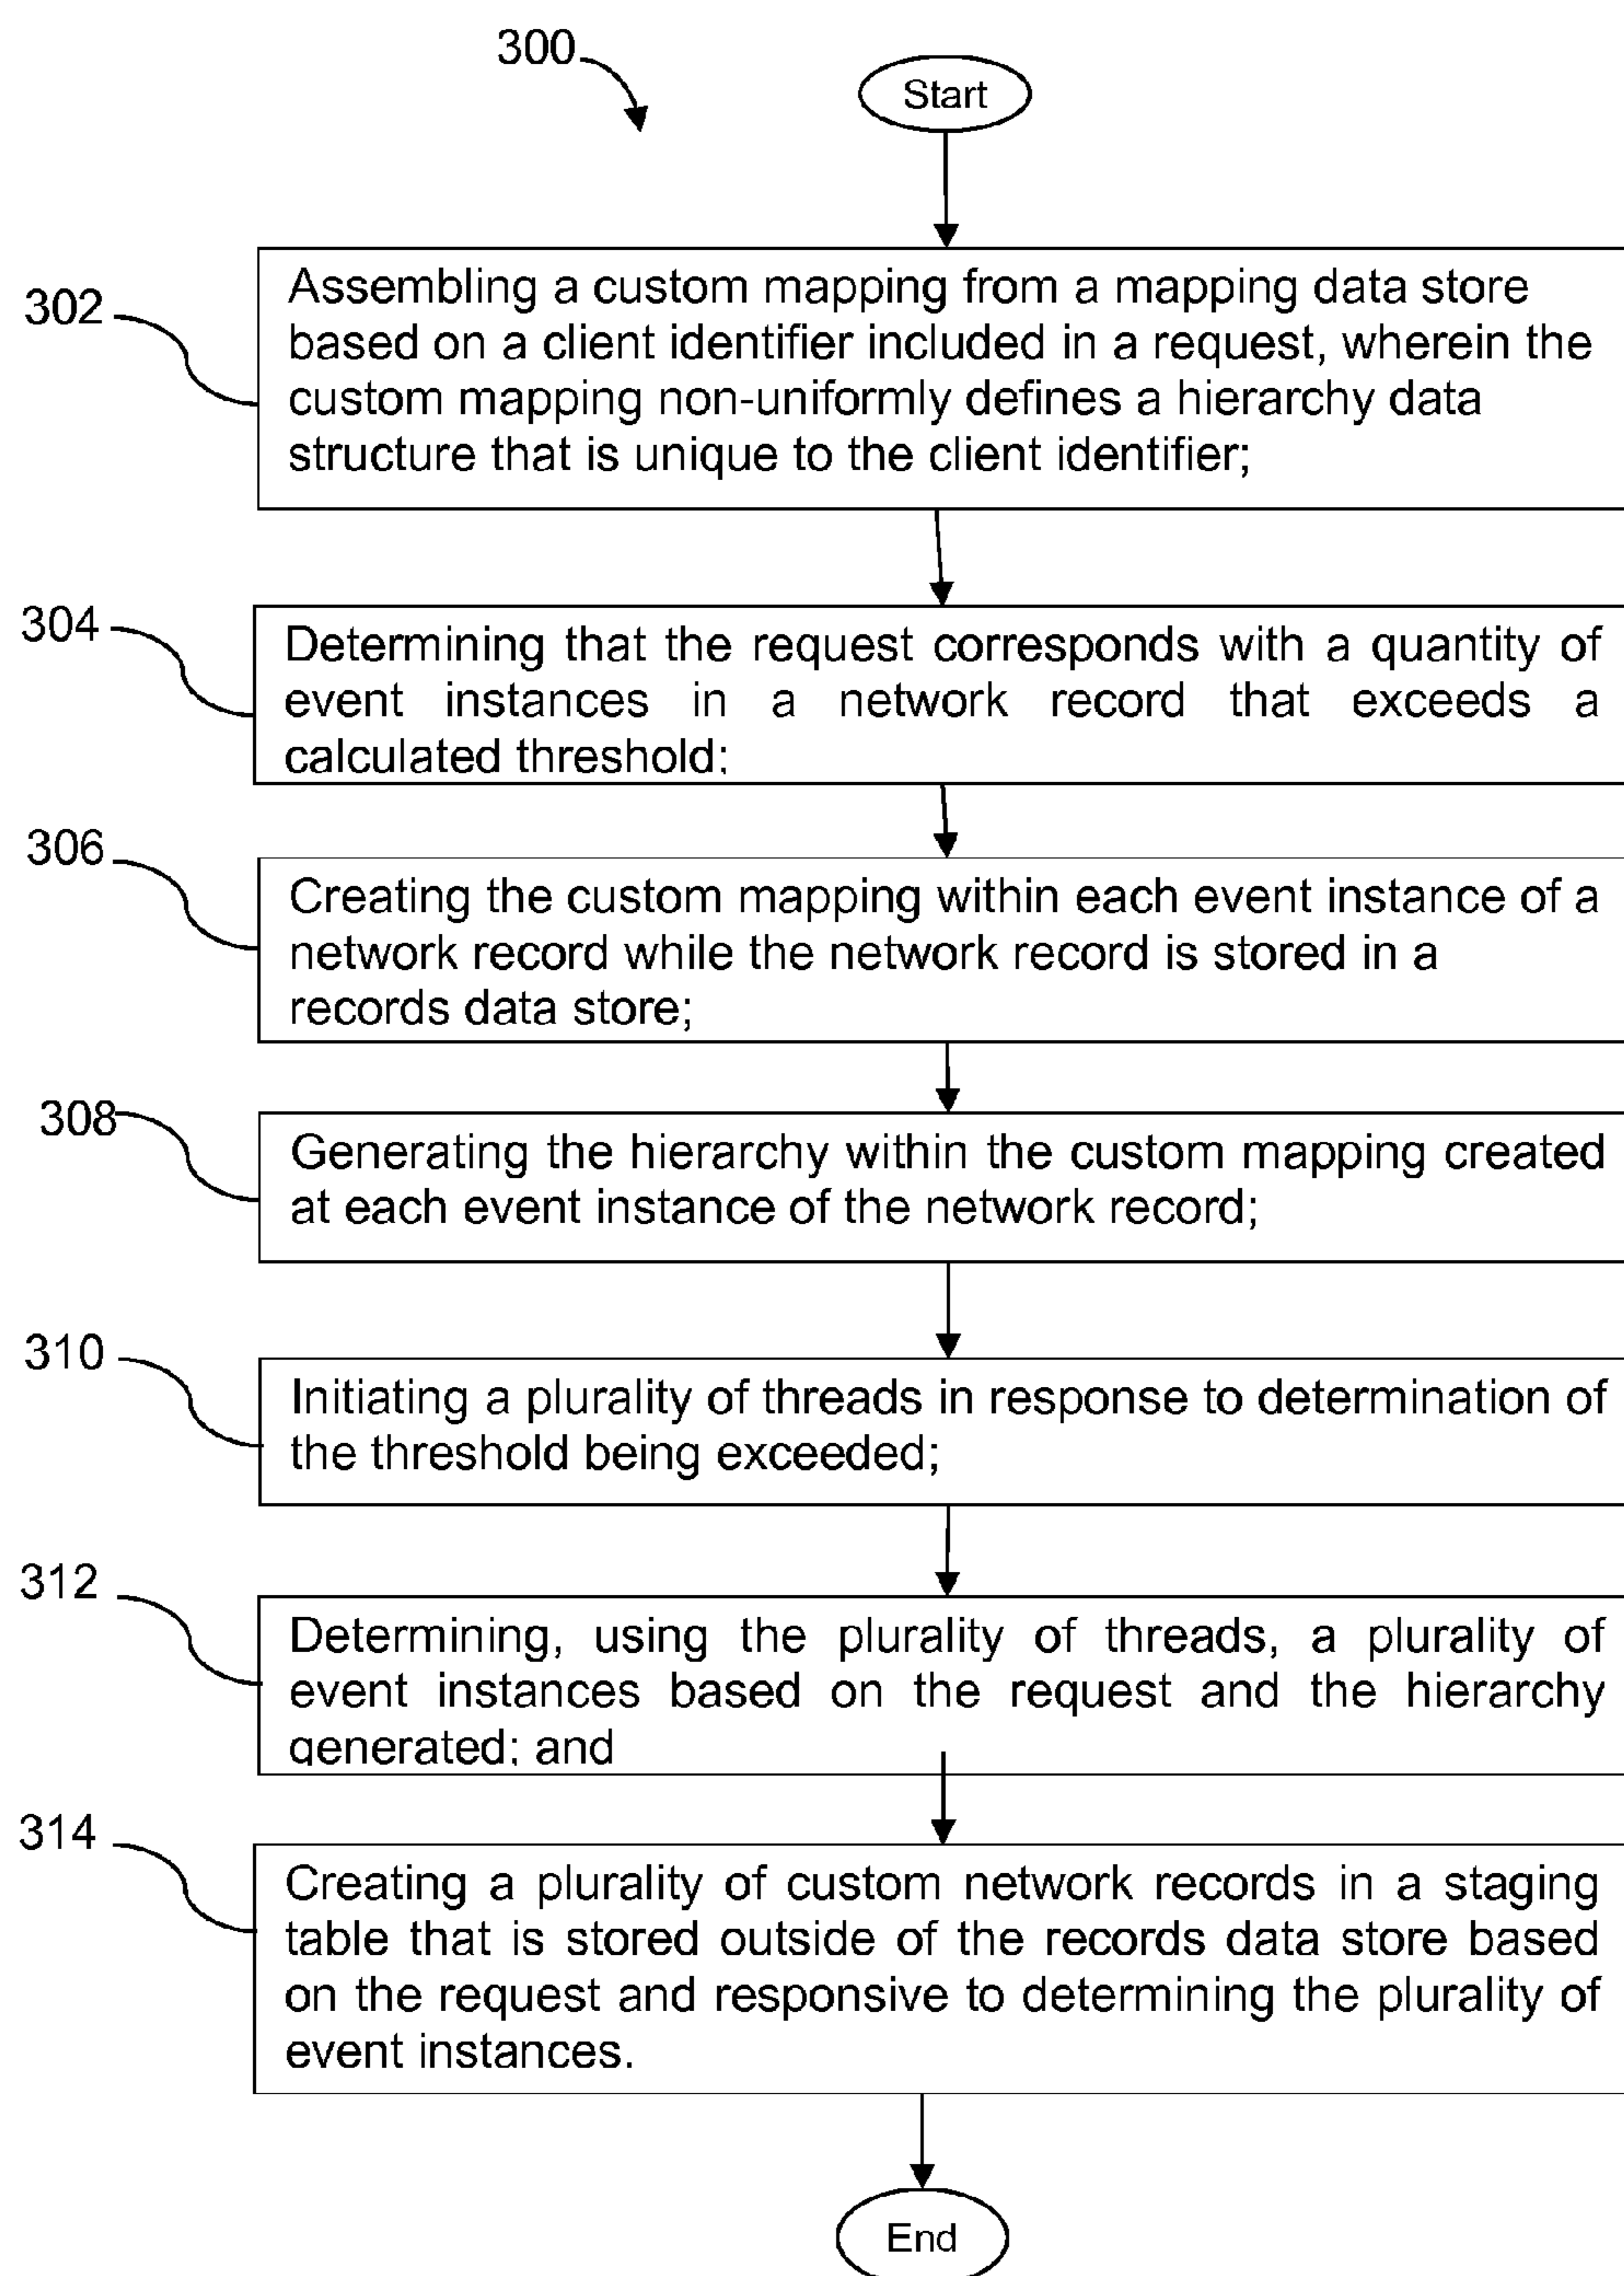 300
Start
302
Assembling a custom mapping from a mapping data store
based on a client identifier included in a request, wherein the
custom mapping non-uniformly defines a hierarchy data
structure that is unique to the client identifier;
304
Determining that the request corresponds with a quantity of
event instances in a network record that exceeds a
calculated threshold;
306
Creating the custom mapping within each event instance of a
network record while the network record is stored in a
records data store;
308
Generating the hierarchy within the custom mapping created
at each event instance of the network record;
310
Initiating a plurality of threads in response to determination of
the threshold being exceeded;
312
Determining, using the plurality of threads, a plurality of
event instances based on the request and the hierarchy
generated; and
314
Creating a plurality of custom network records in a staging
table that is stored outside of the records data store based
on the request and responsive to determining the plurality of
event instances.
End